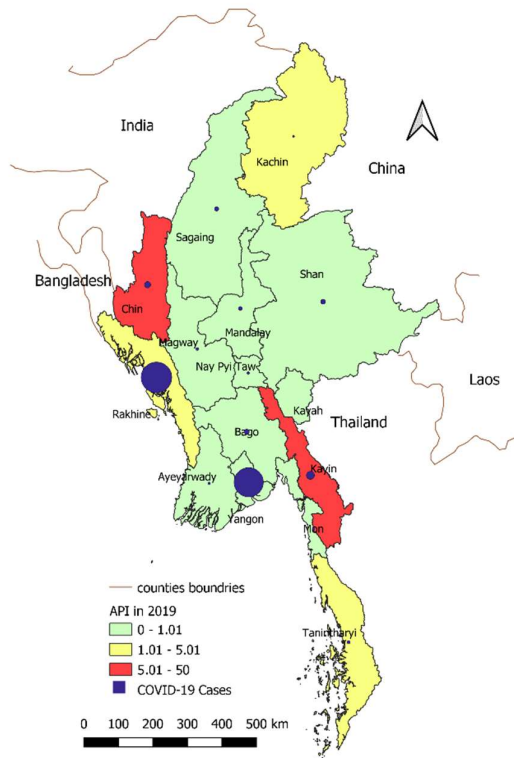 India
Kachin
China
Sagaing
Shan
Bangladesh
Chin
Mandalay
Magway
Nay Pyi Taw
Laos
Kayah
Rakhine
Thailand
Bago
Kayin
Ayeyarwady
Yangon
Mon
counties boundries
API in 2019
0 - 1.01
1.01 - 5.01
5.01 - 50
COVID-19 Cases
Tanintharyi
0 100 200 300 400 500 km